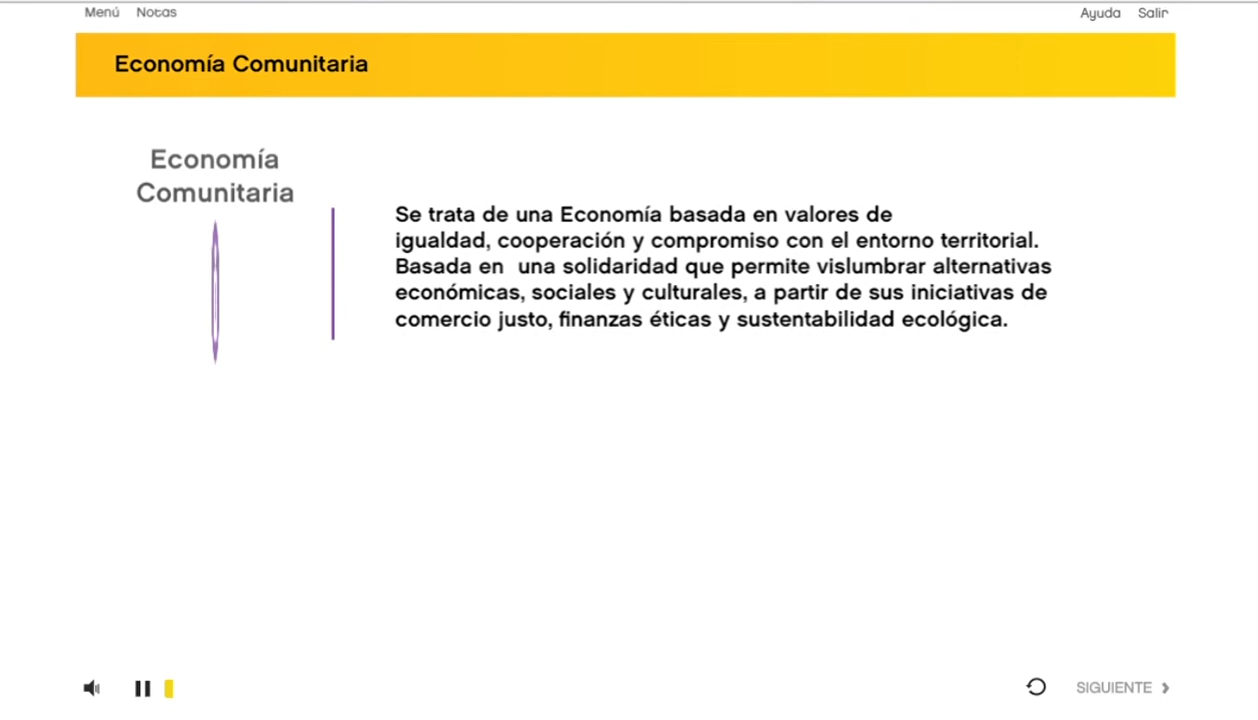 Menú Notas Ayuda Salir
Economía Comunitaria
Economía
Comunitaria
Se trata de una Economía basada en valores de
igualdad, cooperación y compromiso con el entorno territorial.
Basada en  una solidaridad que permite vislumbrar alternativas
económicas, sociales y culturales, a partir de sus iniciativas de
comercio justo, finanzas éticas y sustentabilidad ecológica.
SIGUIENTE